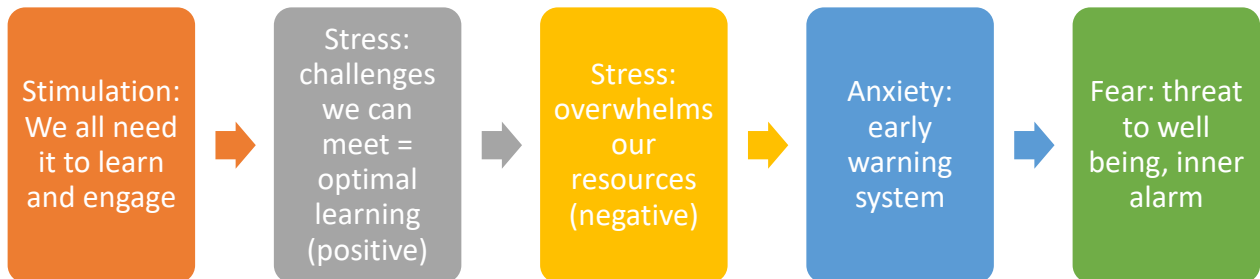 Stimulation:
We all need
it to learn
and engage
Stress:
challenges
we can
meet =
optimal
learning
(positive)
Stress:
overwhelms
our
resources
(negative)
Anxiety:
early
warning
system
Fear: threat
to well
being, inner
alarm